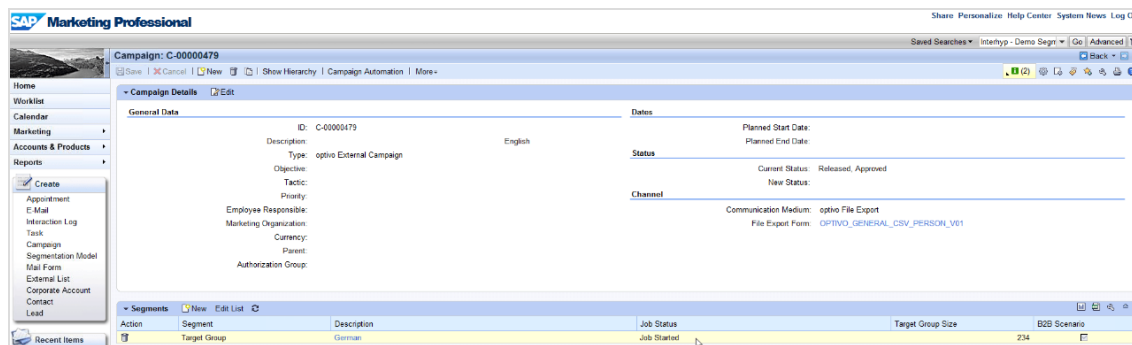 Share Personalize Help Center System News Log O
SAP Marketing Professional
Saved Searches Interhyp - Demo Segn Go Advanced
Campaign: C-00000479
Back
Save Cancel New Show Hierarchy Campaign Automation More
(2)
Home
Worklist
Calendar
Marketing
Accounts & Products
Reports
Create
Appointment
E-Mail
Interaction Log
Task
Campaign
Segmentation Model
Mail Form
External List
Corporate Account
Contact
Lead
Recent Items
Campaign Details Edit
General Data
ID: C-00000479
Description: English
Type: optivo External Campaign
Objective:
Tactic:
Priority:
Employee Responsible:
Marketing Organization:
Currency:
Parent:
Authorization Group:
Dates
Planned Start Date:
Planned End Date:
Status
Current Status: Released, Approved
New Status:
Channel
Communication Medium: optivo File Export
File Export Form: OPTIVO_GENERAL_CSV_PERSON_V01
Segments New Edit List
Action Segment Description Job Status Target Group Size B2B Scenario
Target Group German Job Started 234